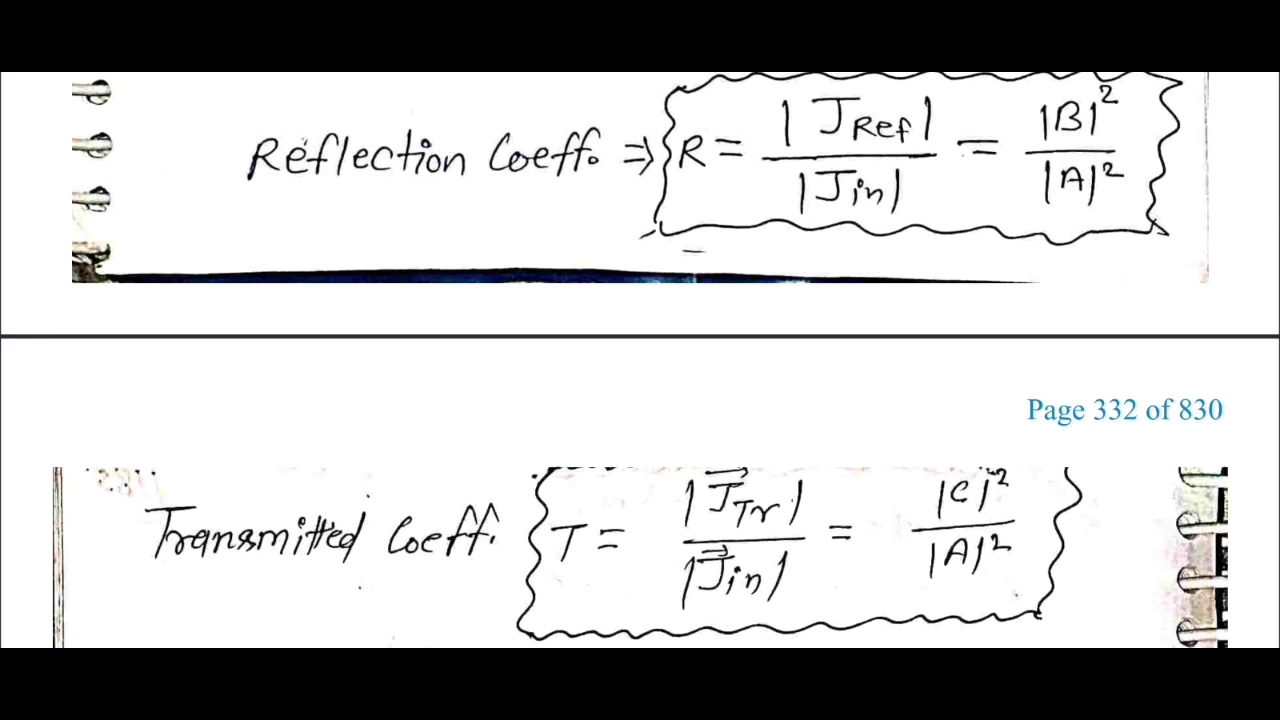 Reflection Coeff. ⇒ R = |J_Ref| / |J_in| = |B|² / |A|²
Page 332 of 830
Transmitted Coeff. T = |J⃗_Tr| / |J⃗_in| = |C|² / |A|²